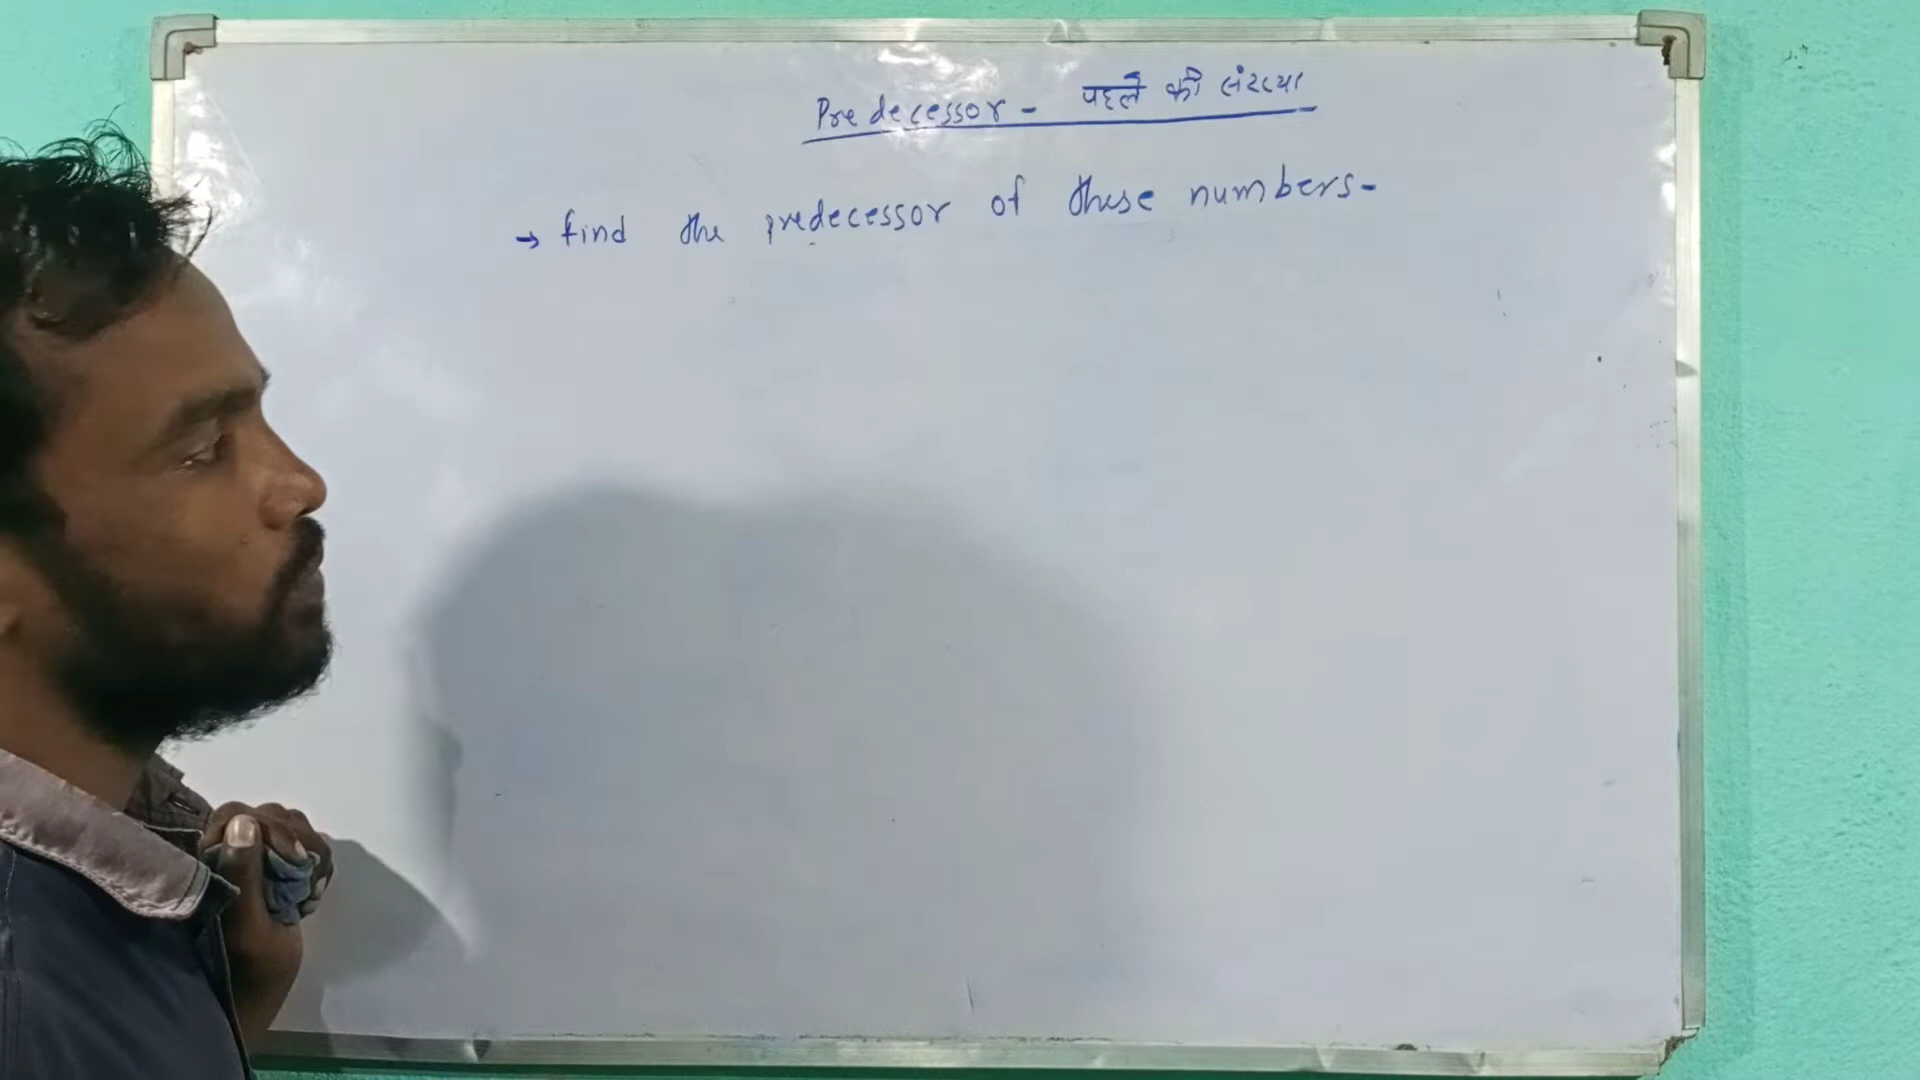 Predecessor - पहले की संख्या
→ find the predecessor of these numbers-